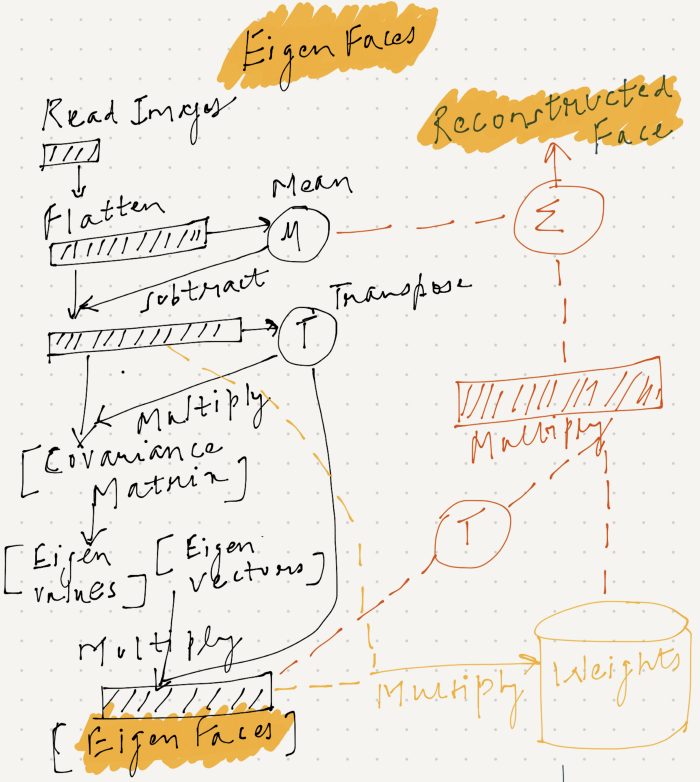 Eigen Faces
Read Images
Reconstructed
Face
Flatten
Mean
M
Σ
Subtract
Transpose
T
Multiply
Multiply
[Covariance
Matrix]
T
[Eigen
values]
[Eigen
vectors]
Multiply
Multiply
Weights
[Eigen Faces]